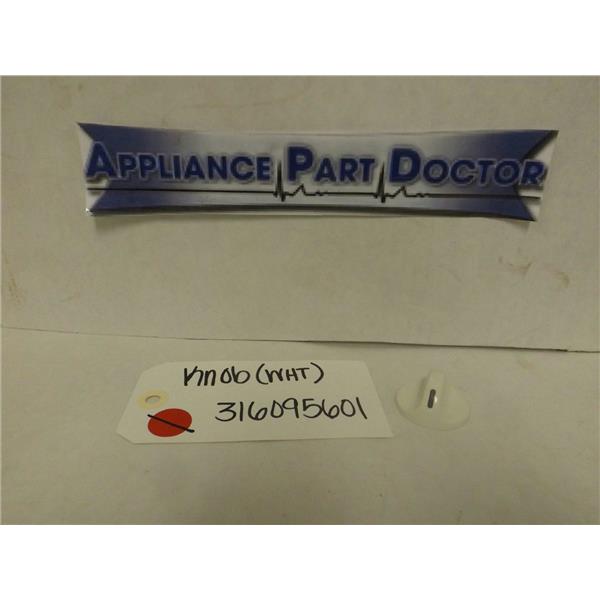 APPLIANCE PART DOCTOR
Knob (WHT)
316095601